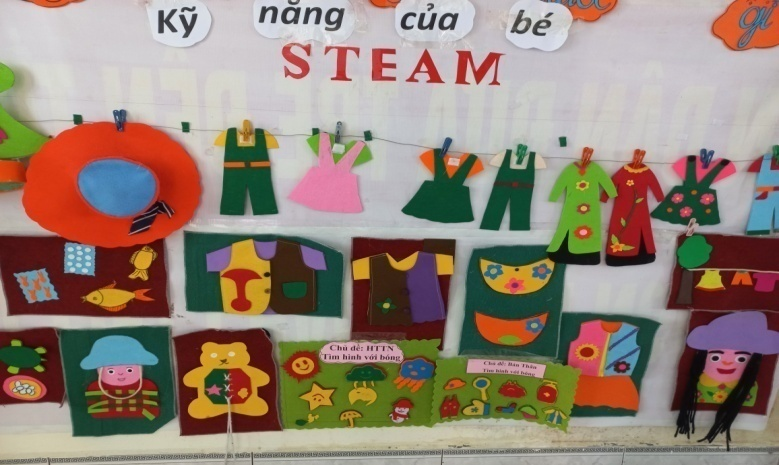 Kỹ năng của bé
gì
STEAM
Chủ đề: HTTN
Tìm hình với bóng
Chủ đề: Bản Thân
Tìm hình với bóng